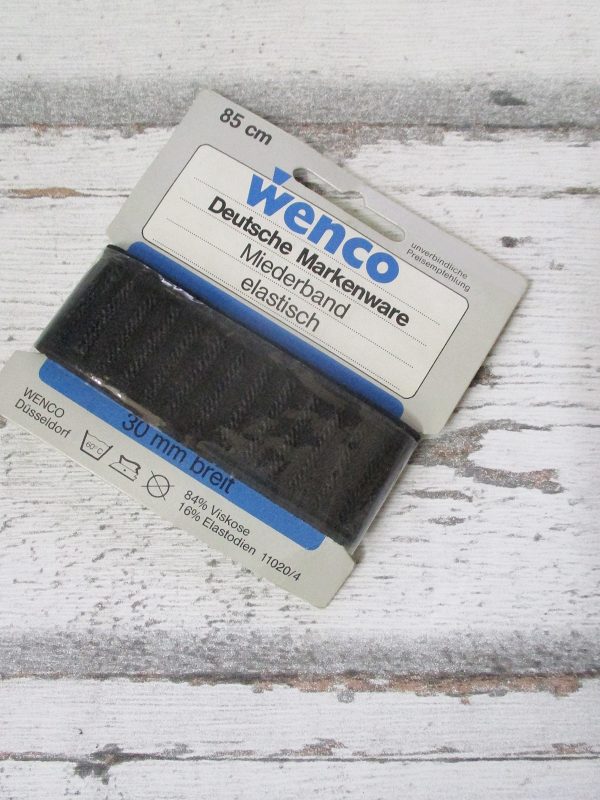 85 cm
wenco
Deutsche Markenware
Miederband
elastisch
unverbindliche
Preisempfehlung
30 mm breit
WENCO
Düsseldorf
60°C
84% Viskose
16% Elastodien 11020/4